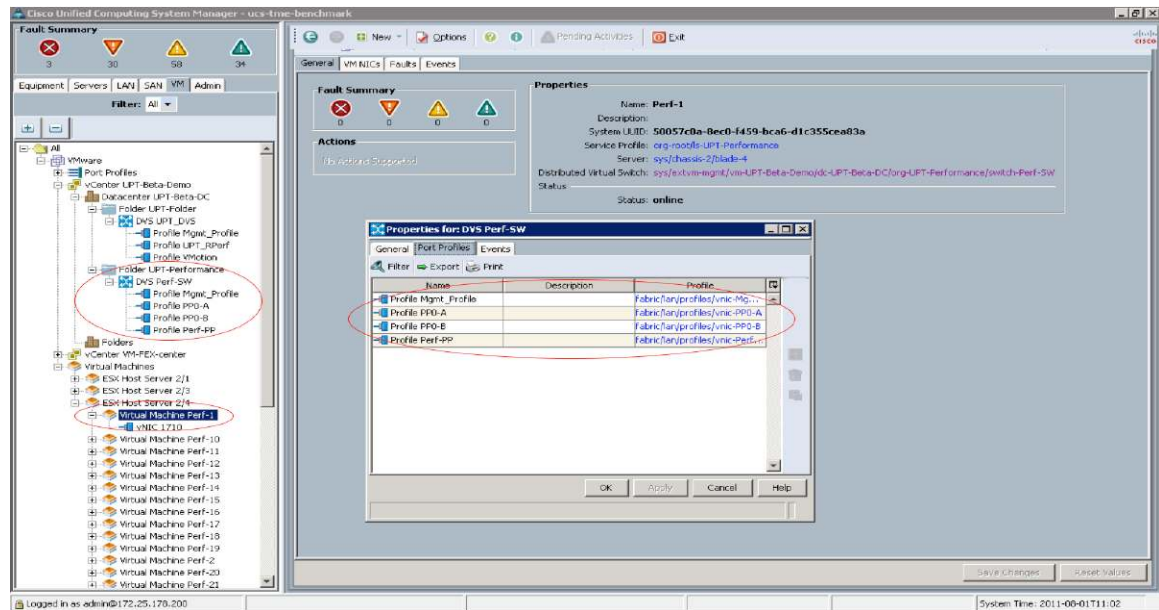 Cisco Unified Computing System Manager - ucs-tme-benchmark
Fault Summary
3 30 58 34
Equipment Servers LAN SAN VM Admin
Filter: All
All
VMware
Port Profiles
vCenter UPT-Beta-Demo
Datacenter UPT-Beta-DC
Folder UPT-Folder
DVS UPT_DVS
Profile Mgmt_Profile
Profile UPT_RPerf
Profile VMotion
Folder UPT-Performance
DVS Perf-SW
Profile Mgmt_Profile
Profile PP0-A
Profile PP0-B
Profile Perf-PP
Folders
vCenter VM-FEX-center
Virtual Machines
ESX Host Server 2/1
ESX Host Server 2/3
ESX Host Server 2/4
Virtual Machine Perf-1
vNIC 1710
Virtual Machine Perf-10
Virtual Machine Perf-11
Virtual Machine Perf-12
Virtual Machine Perf-13
Virtual Machine Perf-14
Virtual Machine Perf-15
Virtual Machine Perf-16
Virtual Machine Perf-17
Virtual Machine Perf-18
Virtual Machine Perf-19
Virtual Machine Perf-2
Virtual Machine Perf-20
Virtual Machine Perf-21
New Options Pending Activities Exit
CISCO
General VM NICs Faults Events
Fault Summary
0 0 0 0
Actions
No Actions Supported
Properties
Name: Perf-1
Description:
System UUID: 50057c0a-8ec0-f459-bca6-d1c355cea83a
Service Profile: org-root/ls-UPT-Performance
Server: sys/chassis-2/blade-4
Distributed Virtual Switch: sys/extvm-mgmt/vm-UPT-Beta-Demo/dc-UPT-Beta-DC/org-UPT-Performance/switch-Perf-SW
Status
Status: online
Properties for: DVS Perf-SW
General Port Profiles Events
Filter Export Print
Name Description Profile
Profile Mgmt_Profile fabric/lan/profiles/vnic-Mg...
Profile PP0-A fabric/lan/profiles/vnic-PP0-A
Profile PP0-B fabric/lan/profiles/vnic-PP0-B
Profile Perf-PP fabric/lan/profiles/vnic-Perf...
OK Apply Cancel Help
Save Changes Reset Values
Logged in as admin@172.25.178.200
System Time: 2011-08-01T11:02